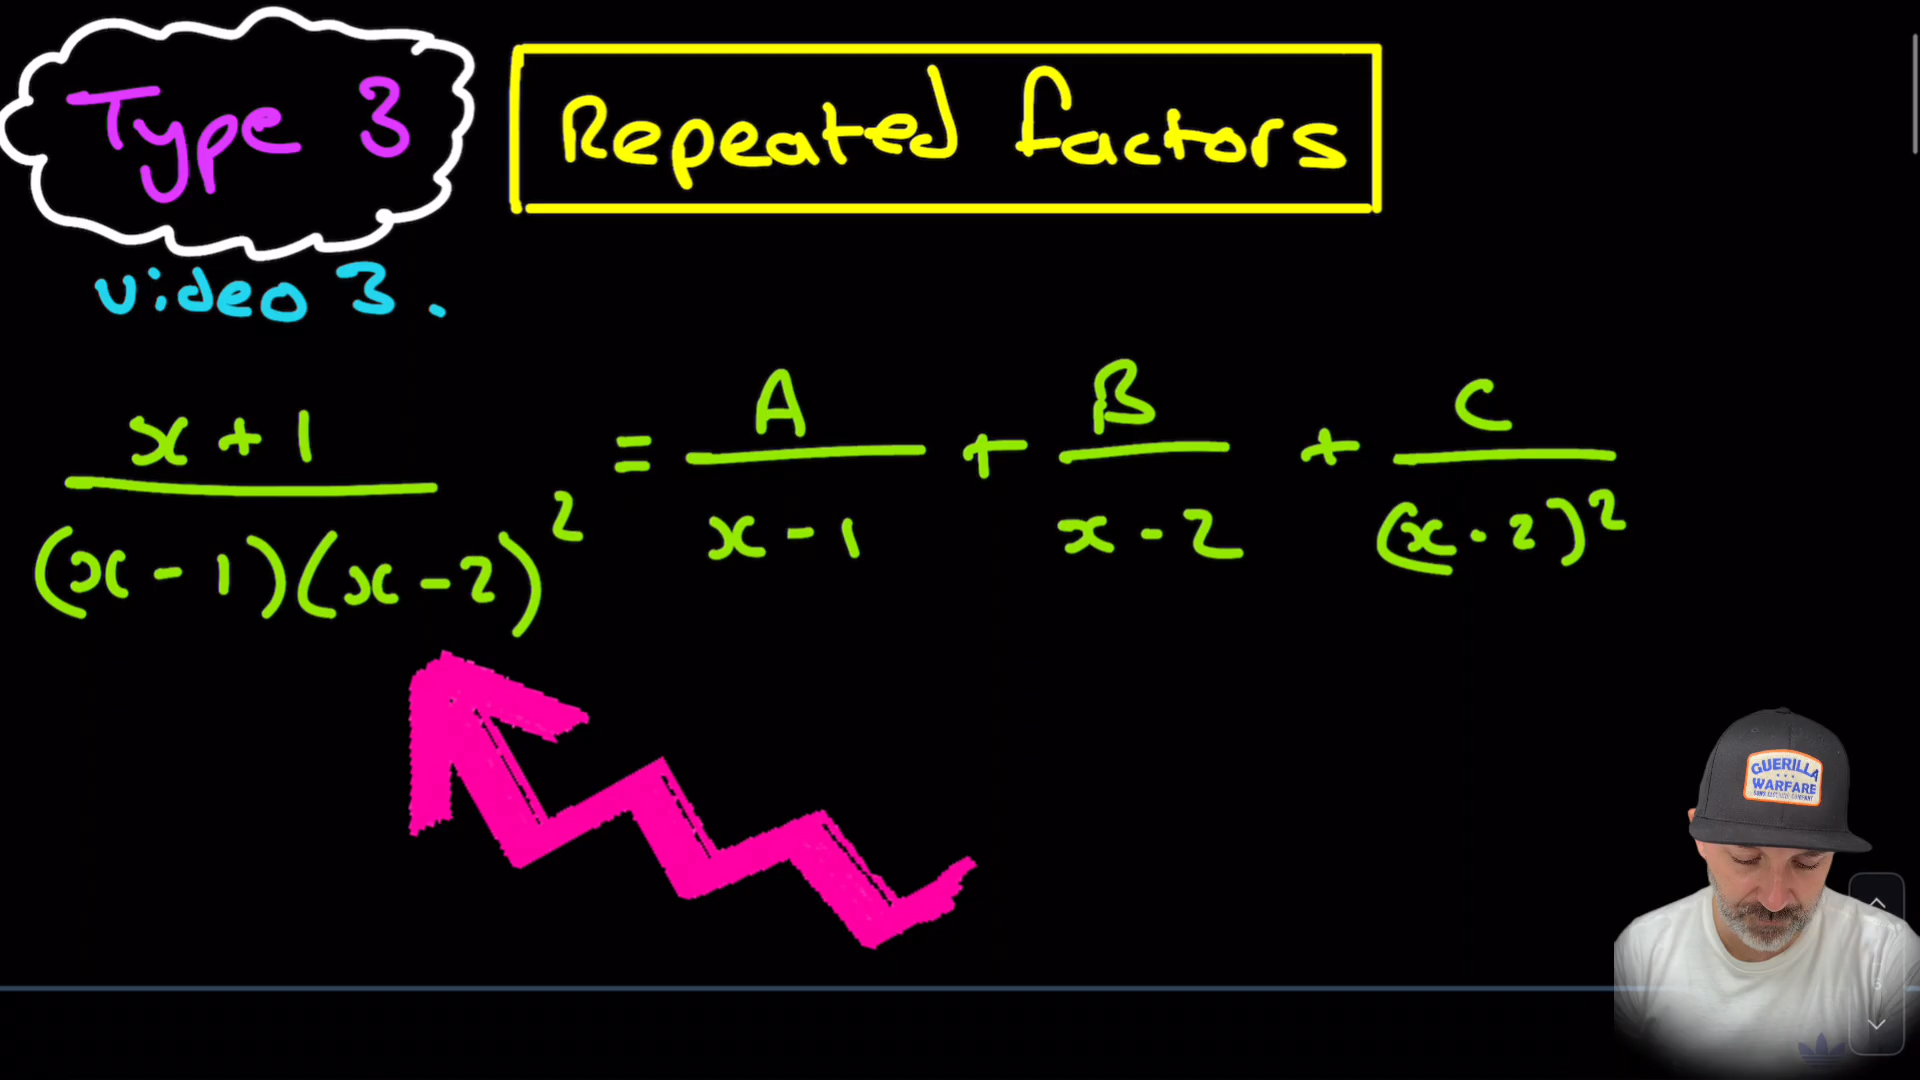 Type 3
Repeated factors
video 3.
x + 1 / (x - 1)(x - 2)² = A / x - 1 + B / x - 2 + C / (x - 2)²
GUERILLA
WARFARE